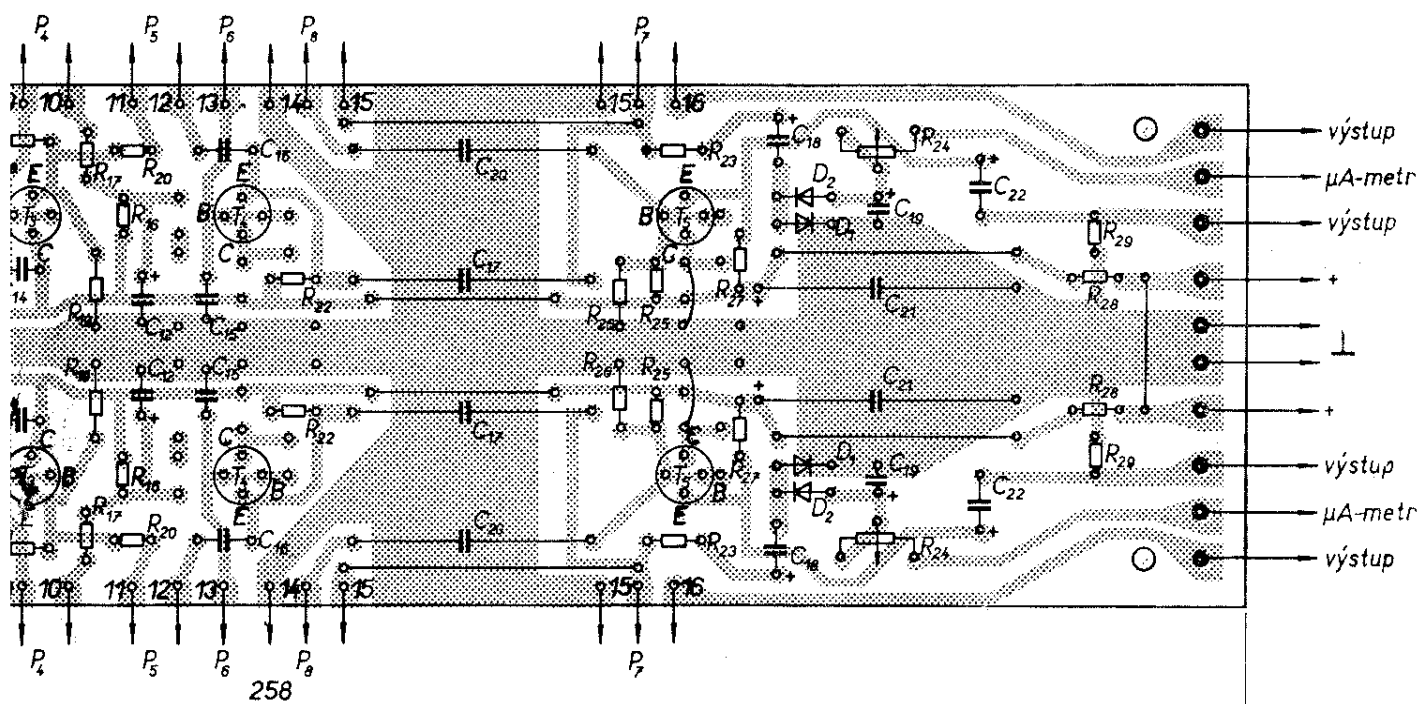 P4 P5 P6 P8 P7
10 11 12 13 14 15 15 16
E R17 R20 C16 C20 E R23 C18 R24
výstup
D2 C22
µA-metr
R16 B T4 B T5 C19
D1
výstup
C C R29
14 C17 R27 +
R22 R25 C21 R28
C12 C15
⊥
R18 C12 C15 R26 R25
C21 R28
+
R22 C17
C C C
R29
D1 C19
výstup
B R16 T4 B T5 B R27
D2 C22
R17 E E
µA-metr
R20 C16 C20 R23 C18 R24
výstup
10 11 12 13 14 15 15 16
P4 P5 P6 P8 P7
258